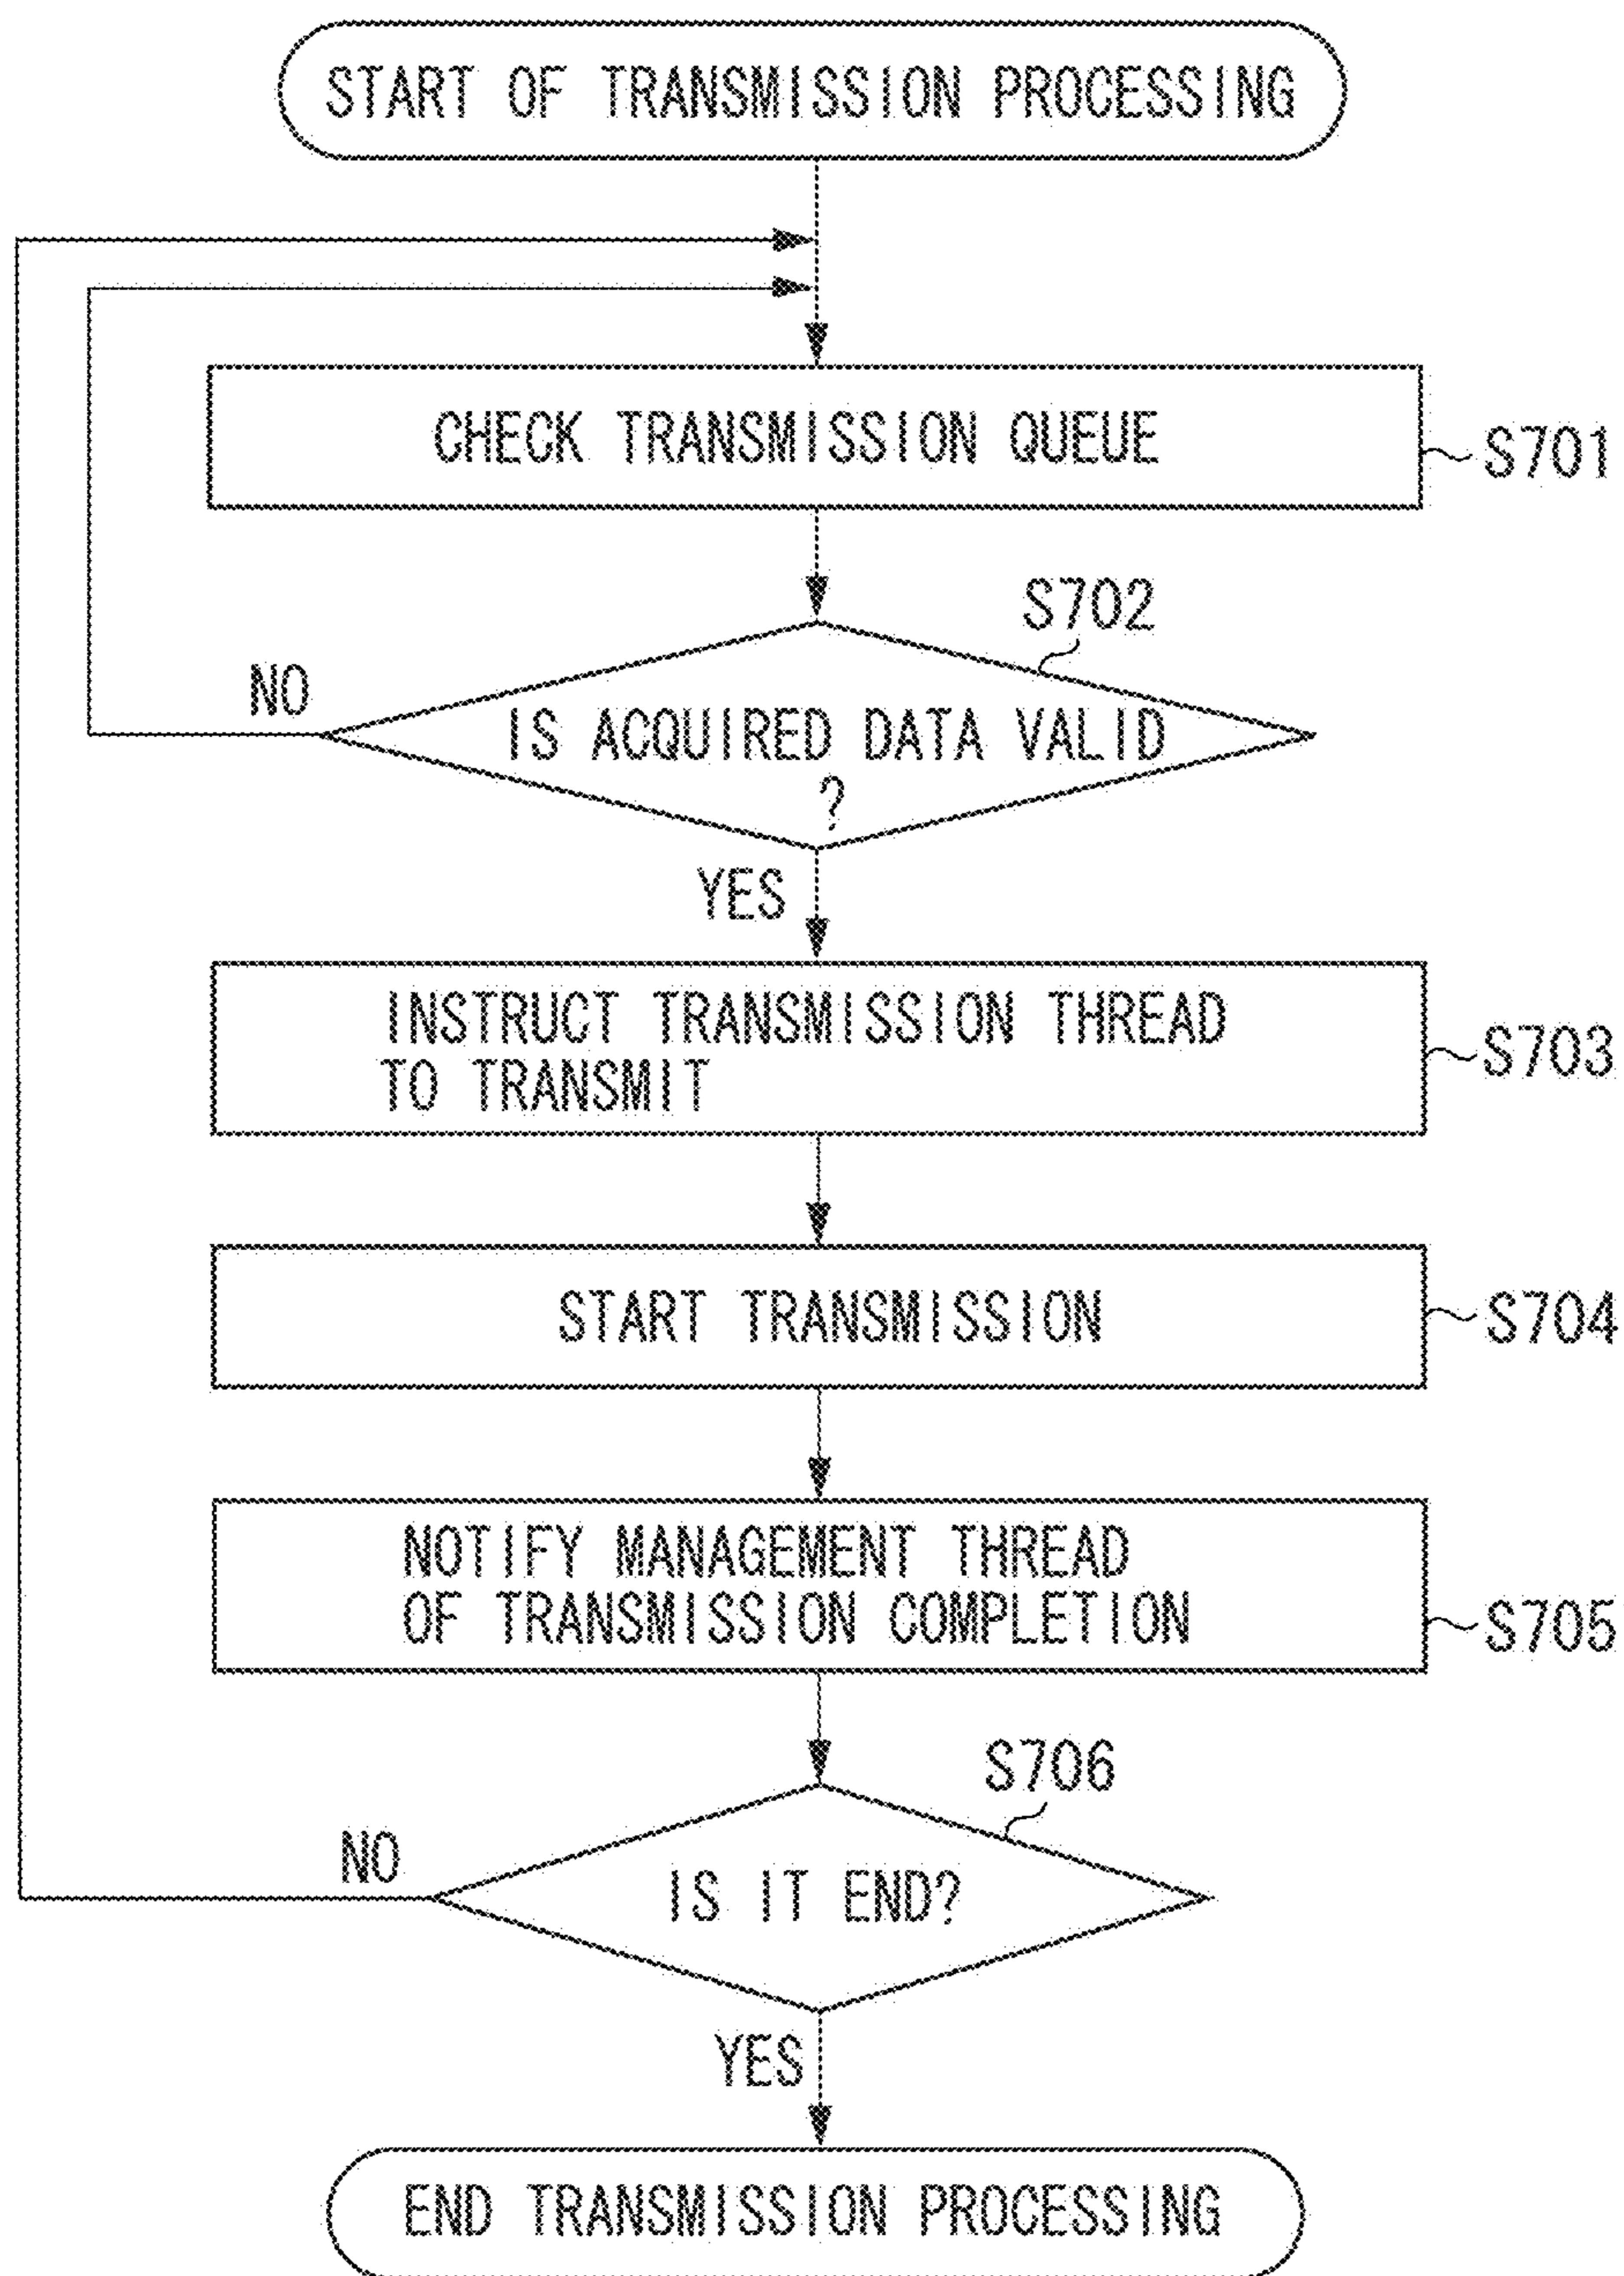 START OF TRANSMISSION PROCESSING
CHECK TRANSMISSION QUEUE
S701
S702
NO
IS ACQUIRED DATA VALID
?
YES
INSTRUCT TRANSMISSION THREAD
TO TRANSMIT
S703
START TRANSMISSION
S704
NOTIFY MANAGEMENT THREAD
OF TRANSMISSION COMPLETION
S705
S706
NO
IS IT END?
YES
END TRANSMISSION PROCESSING